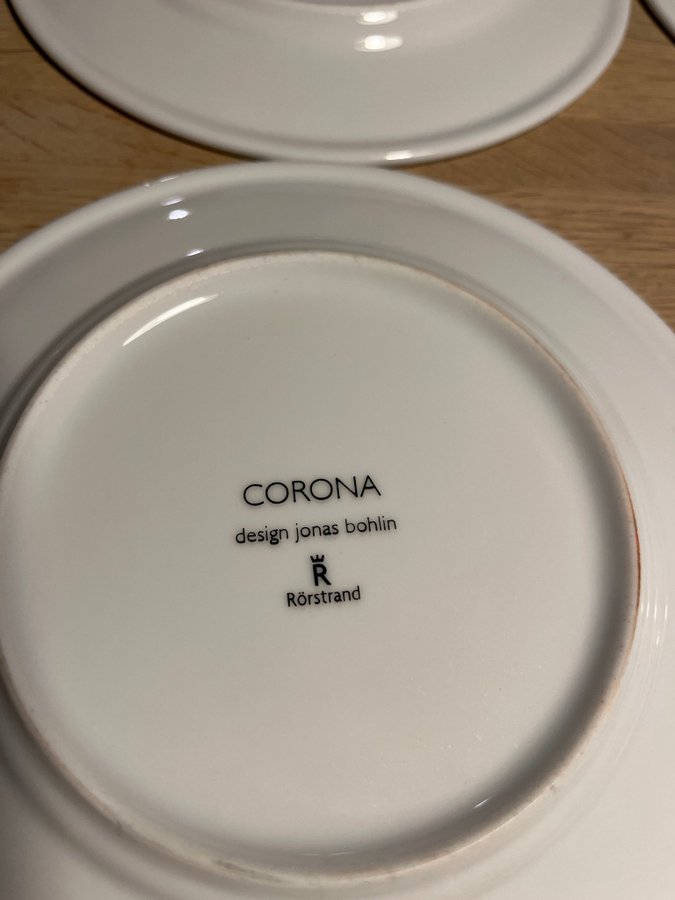 CORONA
design jonas bohlin
R
Rörstrand